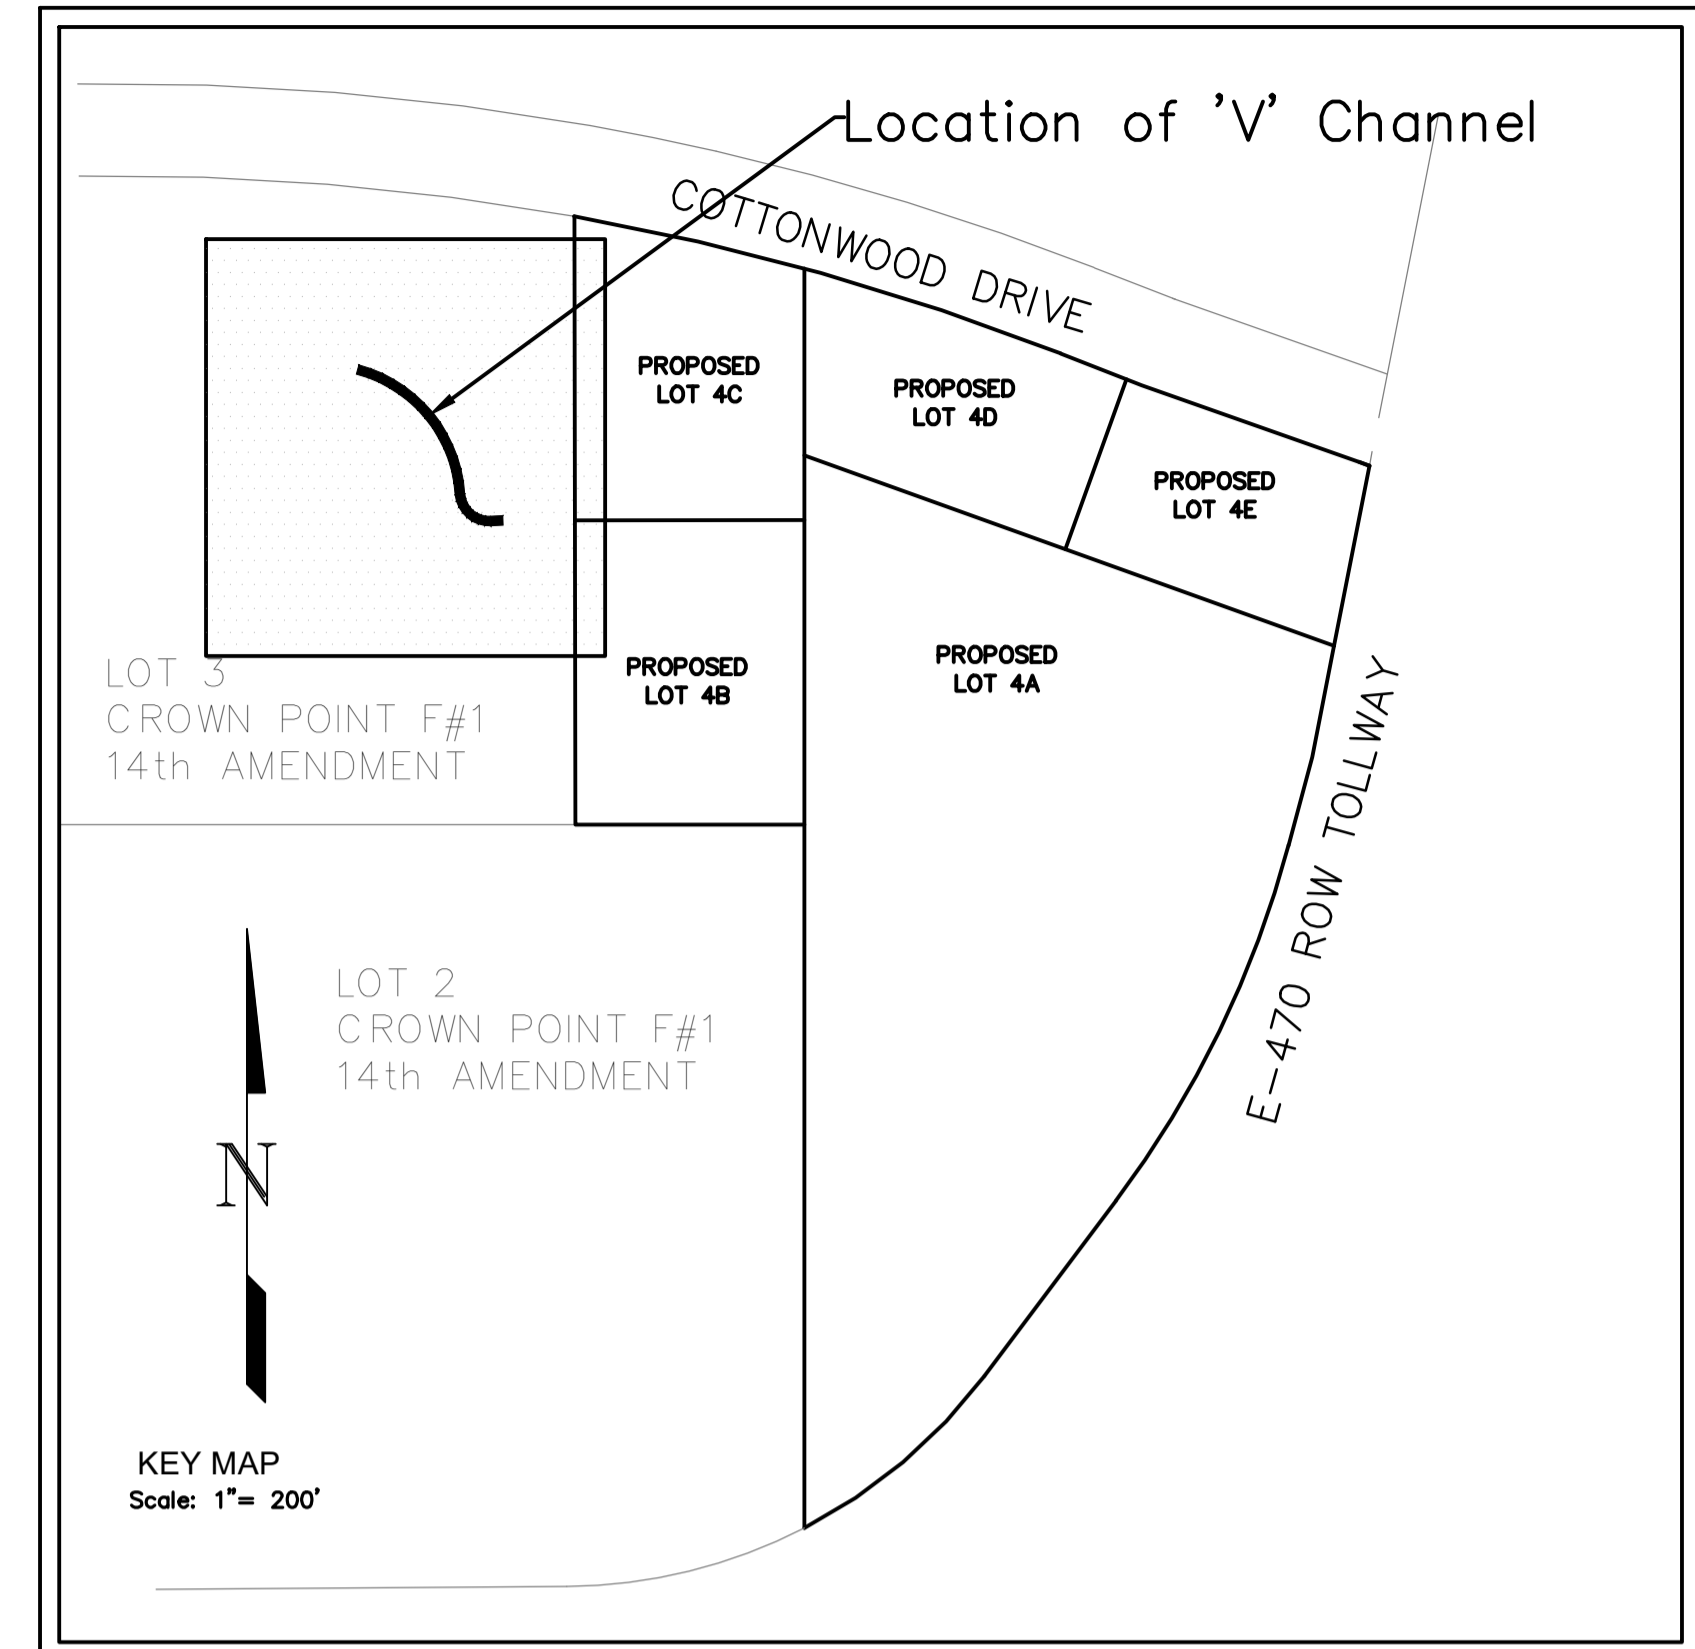 Location of 'V' Channel
COTTONWOOD DRIVE
PROPOSED
LOT 4C
PROPOSED
LOT 4D
PROPOSED
LOT 4E
PROPOSED
LOT 4B
PROPOSED
LOT 4A
LOT 3
CROWN POINT F#1
14th AMENDMENT
E-470 ROW TOLLWAY
LOT 2
CROWN POINT F#1
14th AMENDMENT
N
KEY MAP
Scale: 1"= 200'